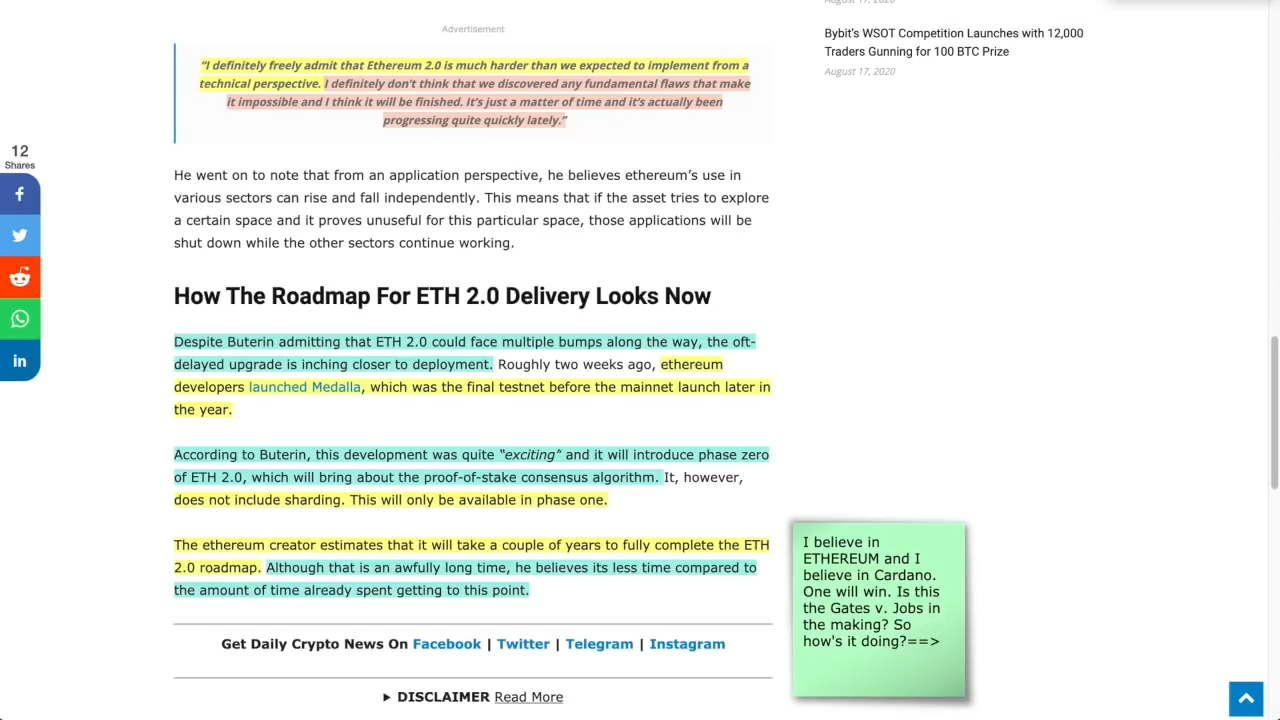 August 17, 2020
Advertisement
Bybit's WSOT Competition Launches with 12,000
Traders Gunning for 100 BTC Prize
August 17, 2020
“I definitely freely admit that Ethereum 2.0 is much harder than we expected to implement from a
technical perspective. I definitely don’t think that we discovered any fundamental flaws that make
it impossible and I think it will be finished. It’s just a matter of time and it’s actually been
progressing quite quickly lately.”
12
Shares
He went on to note that from an application perspective, he believes ethereum’s use in
various sectors can rise and fall independently. This means that if the asset tries to explore
a certain space and it proves unuseful for this particular space, those applications will be
shut down while the other sectors continue working.
How The Roadmap For ETH 2.0 Delivery Looks Now
Despite Buterin admitting that ETH 2.0 could face multiple bumps along the way, the oft-
delayed upgrade is inching closer to deployment. Roughly two weeks ago, ethereum
developers launched Medalla, which was the final testnet before the mainnet launch later in
the year.
According to Buterin, this development was quite “exciting” and it will introduce phase zero
of ETH 2.0, which will bring about the proof-of-stake consensus algorithm. It, however,
does not include sharding. This will only be available in phase one.
The ethereum creator estimates that it will take a couple of years to fully complete the ETH
2.0 roadmap. Although that is an awfully long time, he believes its less time compared to
the amount of time already spent getting to this point.
I believe in
ETHEREUM and I
believe in Cardano.
One will win. Is this
the Gates v. Jobs in
the making? So
how's it doing?==>
Get Daily Crypto News On Facebook | Twitter | Telegram | Instagram
▶ DISCLAIMER Read More